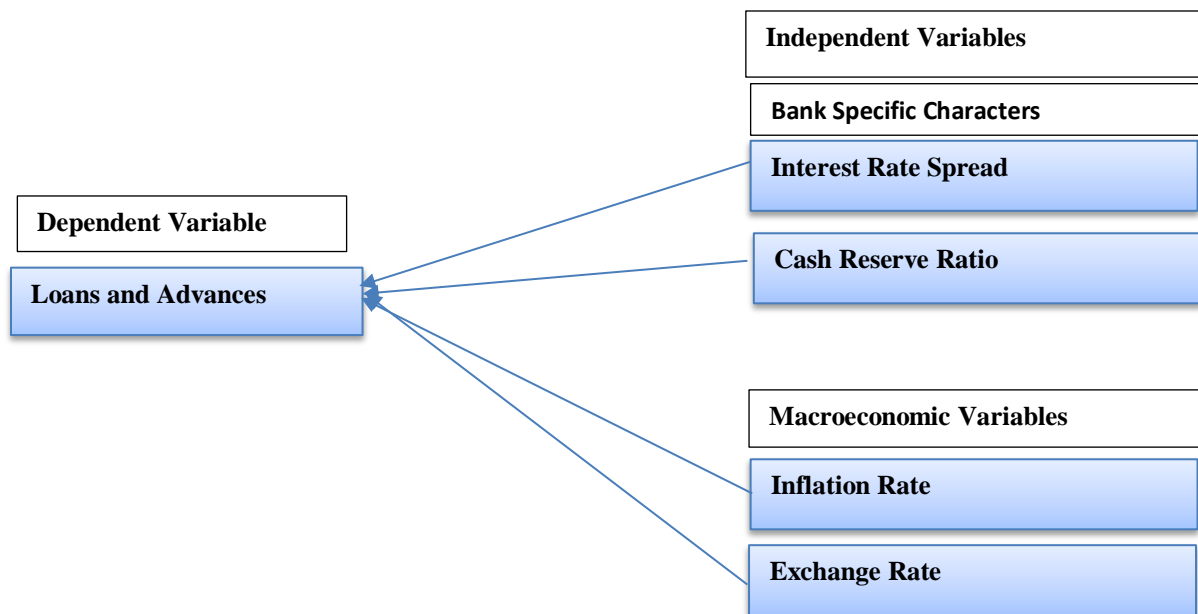 Independent Variables
Bank Specific Characters
Interest Rate Spread
Dependent Variable
Cash Reserve Ratio
Loans and Advances
Macroeconomic Variables
Inflation Rate
Exchange Rate